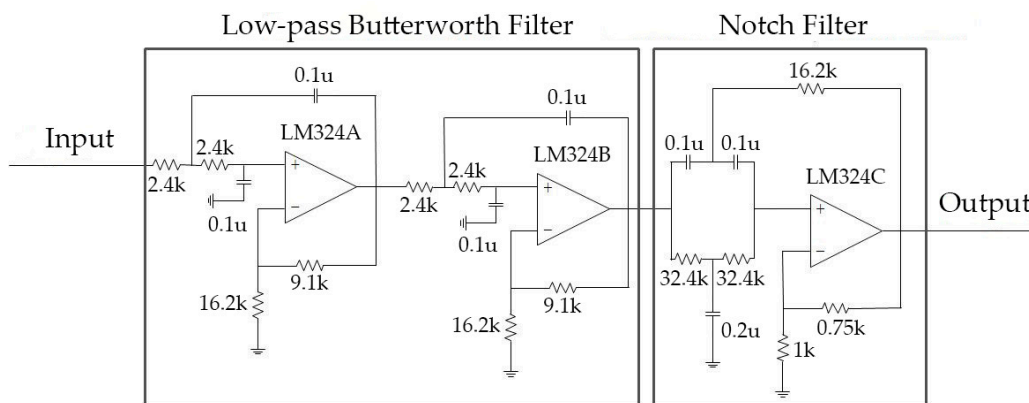 Low-pass Butterworth Filter
Notch Filter
Input
2.4k
2.4k
0.1u
0.1u
LM324A
+
−
9.1k
16.2k
2.4k
2.4k
0.1u
0.1u
LM324B
+
−
9.1k
16.2k
0.1u
0.1u
16.2k
32.4k
32.4k
0.2u
LM324C
+
−
0.75k
1k
Output